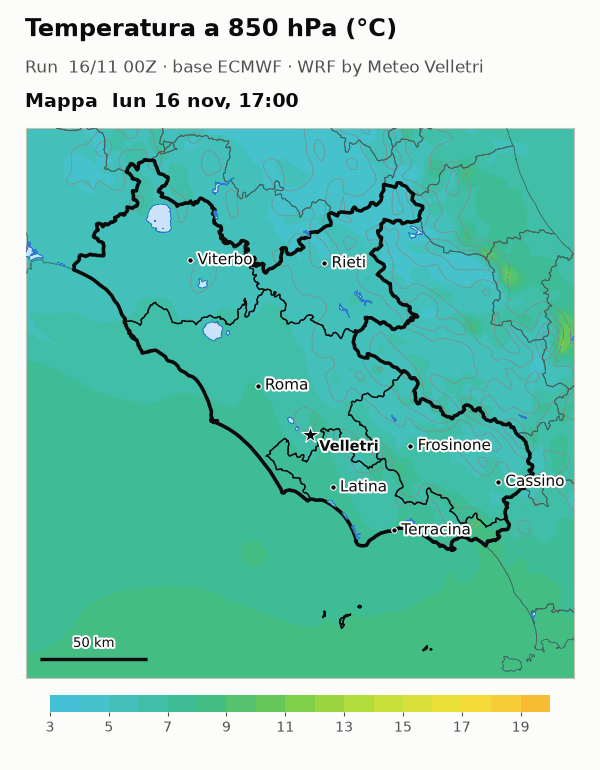 Temperatura a 850 hPa (°C)
Run  16/11 00Z · base ECMWF · WRF by Meteo Velletri
Mappa  lun 16 nov, 17:00
Viterbo
Rieti
Roma
Velletri
Frosinone
Latina
Cassino
Terracina
50 km
3 5 7 9 11 13 15 17 19